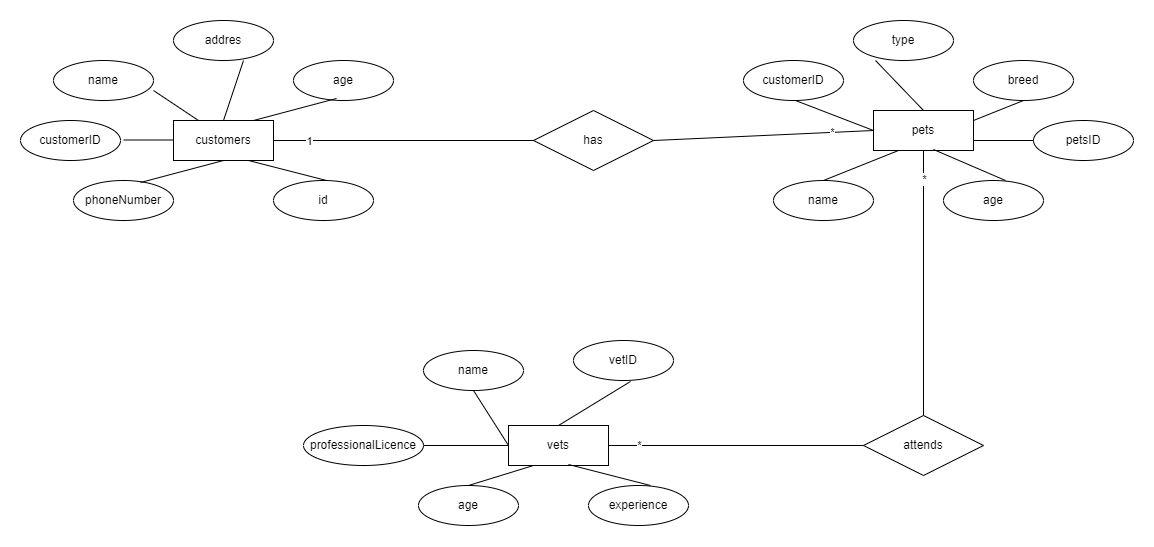 addres
type
name
age
customerID
breed
customerID
customers
1
has
*
pets
petsID
phoneNumber
id
name
*
age
name
vetID
professionalLicence
vets
*
attends
age
experience